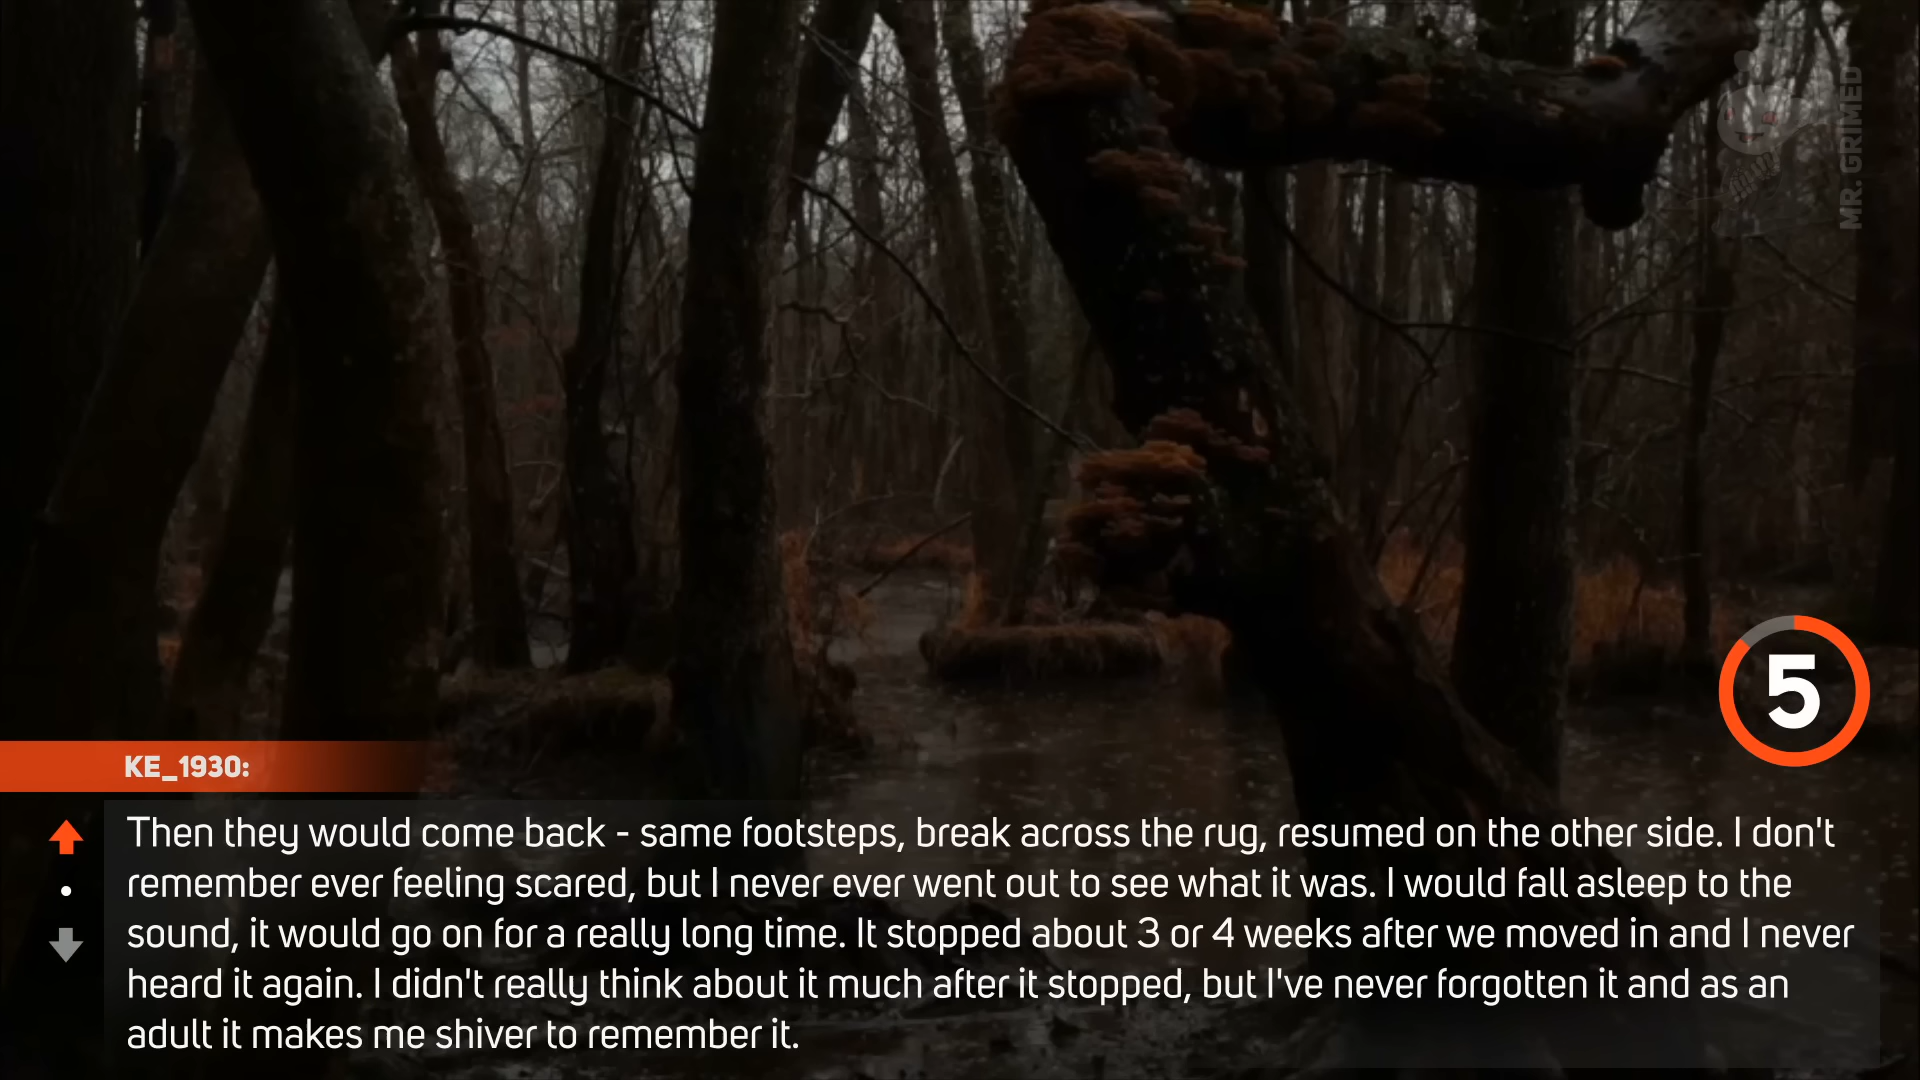 MR. GRIMED
5
KE_1930:
Then they would come back - same footsteps, break across the rug, resumed on the other side. I don't
remember ever feeling scared, but I never ever went out to see what it was. I would fall asleep to the
sound, it would go on for a really long time. It stopped about 3 or 4 weeks after we moved in and I never
heard it again. I didn't really think about it much after it stopped, but I've never forgotten it and as an
adult it makes me shiver to remember it.